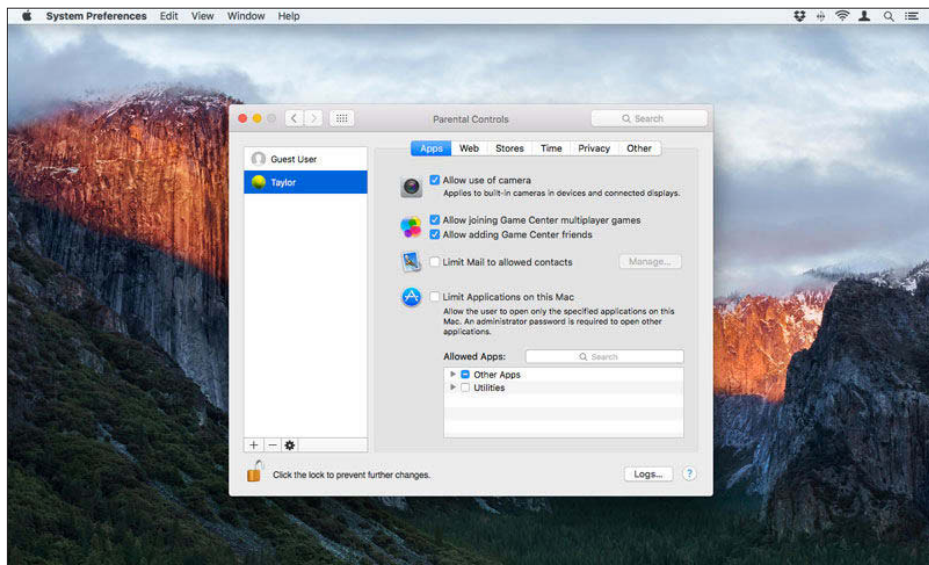 System Preferences Edit View Window Help
Parental Controls
Search
Apps Web Stores Time Privacy Other
Guest User
Taylor
Allow use of camera
Applies to built-in cameras in devices and connected displays.
Allow joining Game Center multiplayer games
Allow adding Game Center friends
Limit Mail to allowed contacts
Manage...
Limit Applications on this Mac
Allow the user to open only the specified applications on this
Mac. An administrator password is required to open other
applications.
Allowed Apps:
Search
Other Apps
Utilities
Click the lock to prevent further changes.
Logs...
?